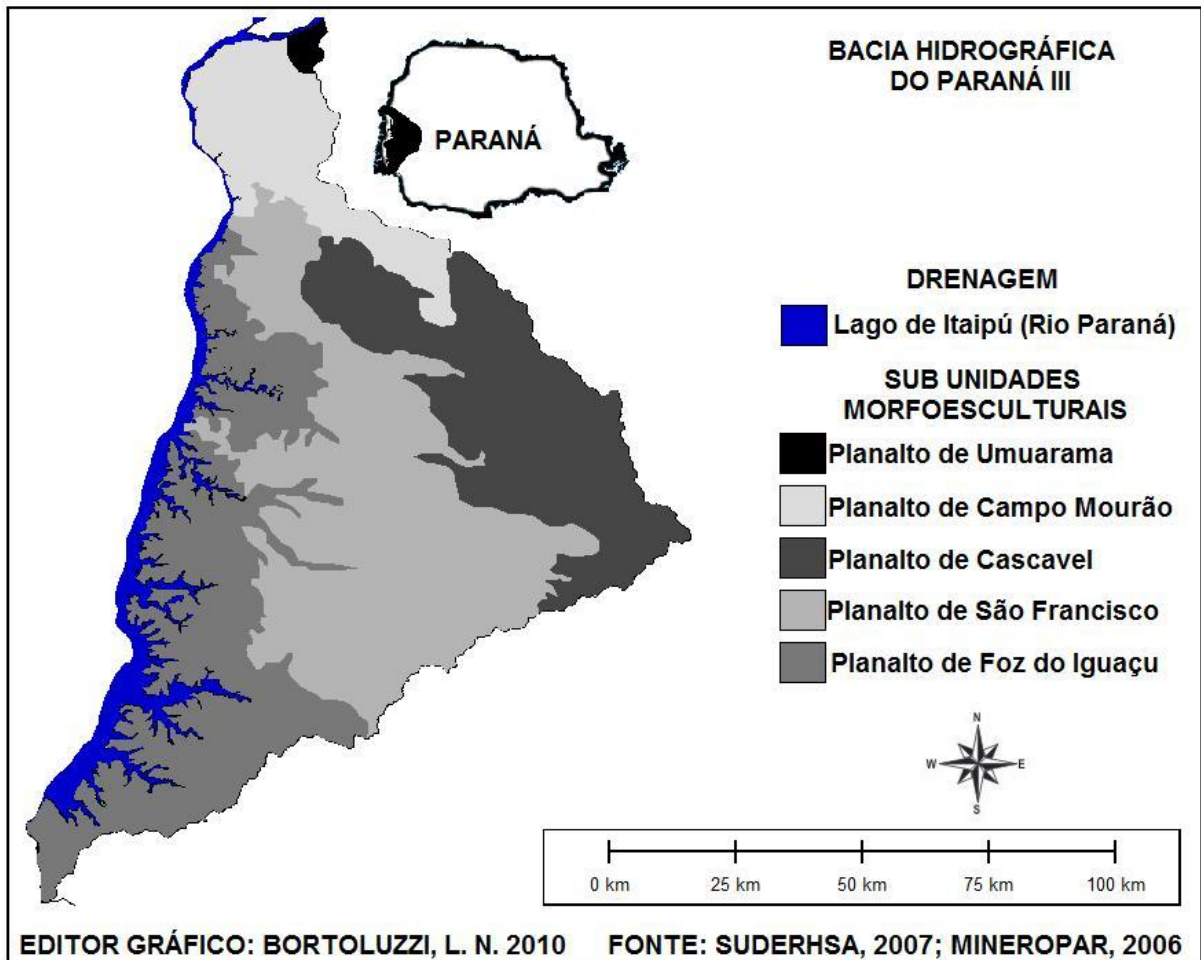 BACIA HIDROGRÁFICA
DO PARANÁ III
PARANÁ
DRENAGEM
Lago de Itaipú (Rio Paraná)
SUB UNIDADES
MORFOESCULTURAIS
Planalto de Umuarama
Planalto de Campo Mourão
Planalto de Cascavel
Planalto de São Francisco
Planalto de Foz do Iguaçu
N
W E
S
0 km 25 km 50 km 75 km 100 km
EDITOR GRÁFICO: BORTOLUZZI, L. N. 2010 FONTE: SUDERHSA, 2007; MINEROPAR, 2006